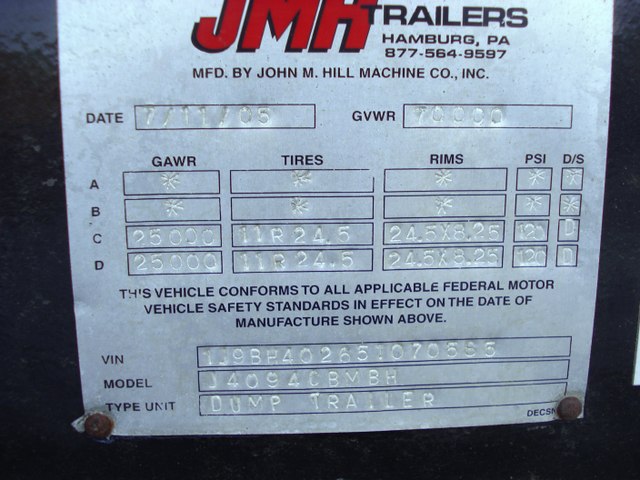 JMH TRAILERS
HAMBURG, PA
877-564-9597
MFD. BY JOHN M. HILL MACHINE CO., INC.
DATE 7/11/05 GVWR 70000
GAWR TIRES RIMS PSI D/S
A * * * * *
B * * * * *
C 25000 11R24.5 24.5X8.25 120 D
D 25000 11R24.5 24.5X8.25 120 D
THIS VEHICLE CONFORMS TO ALL APPLICABLE FEDERAL MOTOR
VEHICLE SAFETY STANDARDS IN EFFECT ON THE DATE OF
MANUFACTURE SHOWN ABOVE.
VIN
MODEL J4094CBMBH
TYPE UNIT DUMP TRAILER